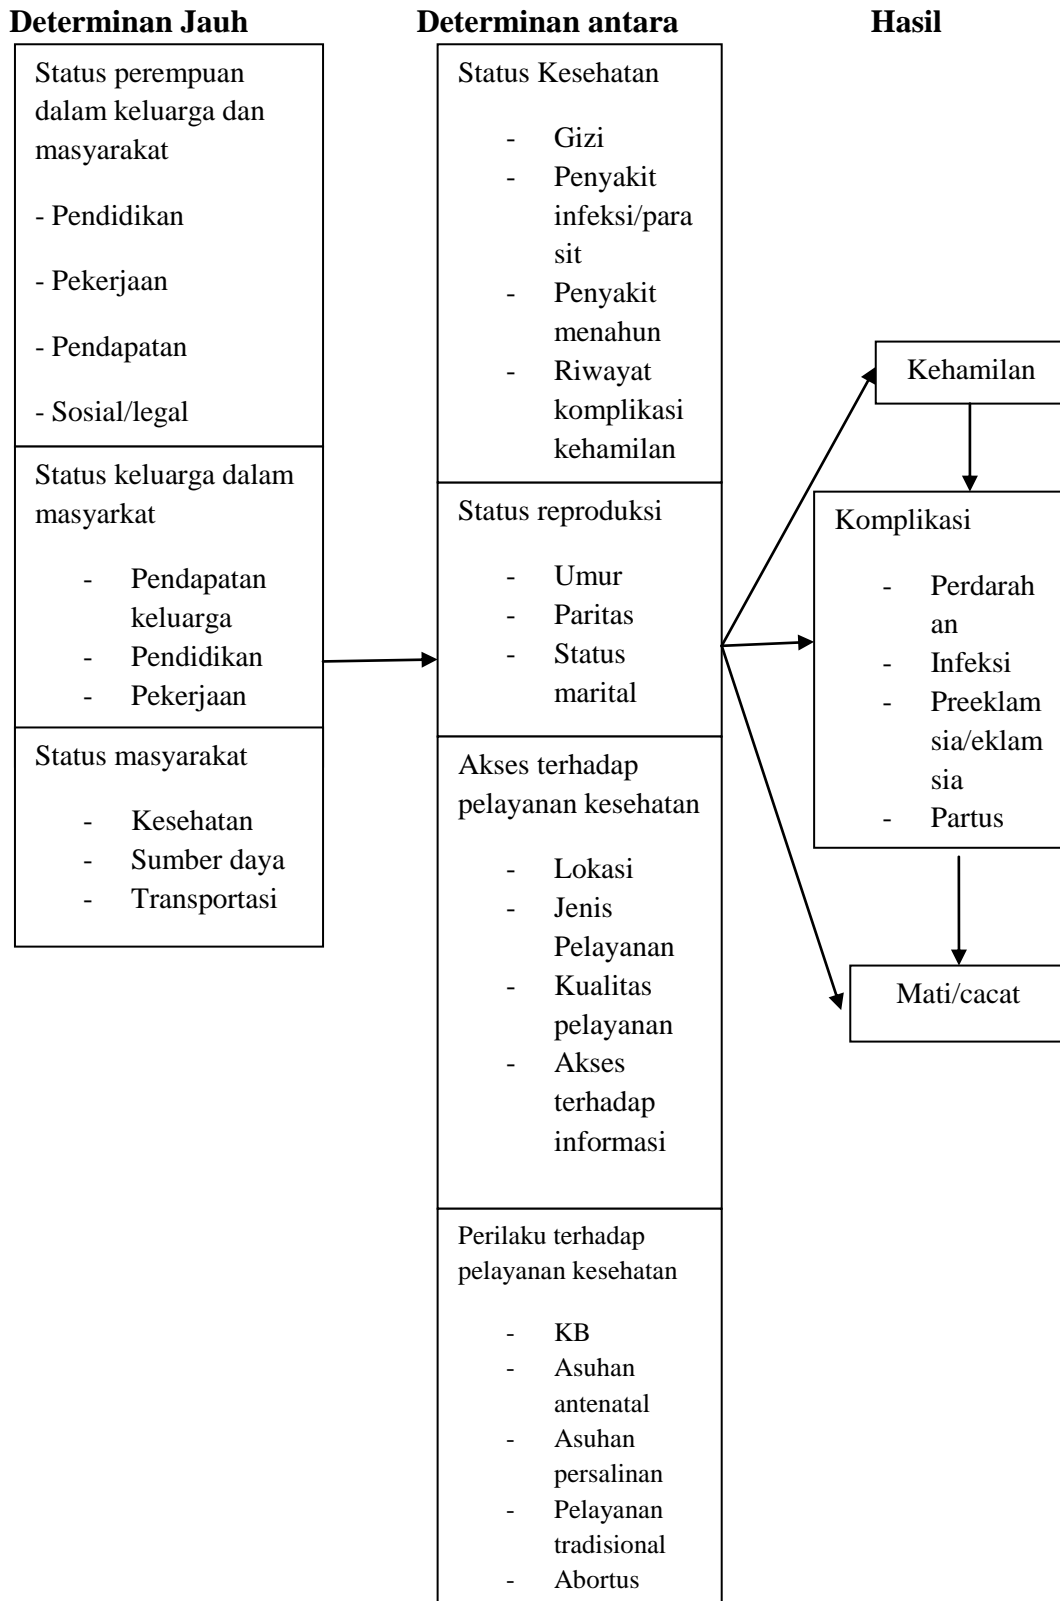 Determinan Jauh
Determinan antara
Hasil
Status perempuan
dalam keluarga dan
masyarakat
- Pendidikan
- Pekerjaan
- Pendapatan
- Sosial/legal
Status keluarga dalam
masyarkat
- Pendapatan
keluarga
- Pendidikan
- Pekerjaan
Status masyarakat
- Kesehatan
- Sumber daya
- Transportasi
Status Kesehatan
- Gizi
- Penyakit
infeksi/para
sit
- Penyakit
menahun
- Riwayat
komplikasi
kehamilan
Status reproduksi
- Umur
- Paritas
- Status
marital
Akses terhadap
pelayanan kesehatan
- Lokasi
- Jenis
Pelayanan
- Kualitas
pelayanan
- Akses
terhadap
informasi
Perilaku terhadap
pelayanan kesehatan
- KB
- Asuhan
antenatal
- Asuhan
persalinan
- Pelayanan
tradisional
- Abortus
Kehamilan
Komplikasi
- Perdarah
an
- Infeksi
- Preeklam
sia/eklam
sia
- Partus
Mati/cacat